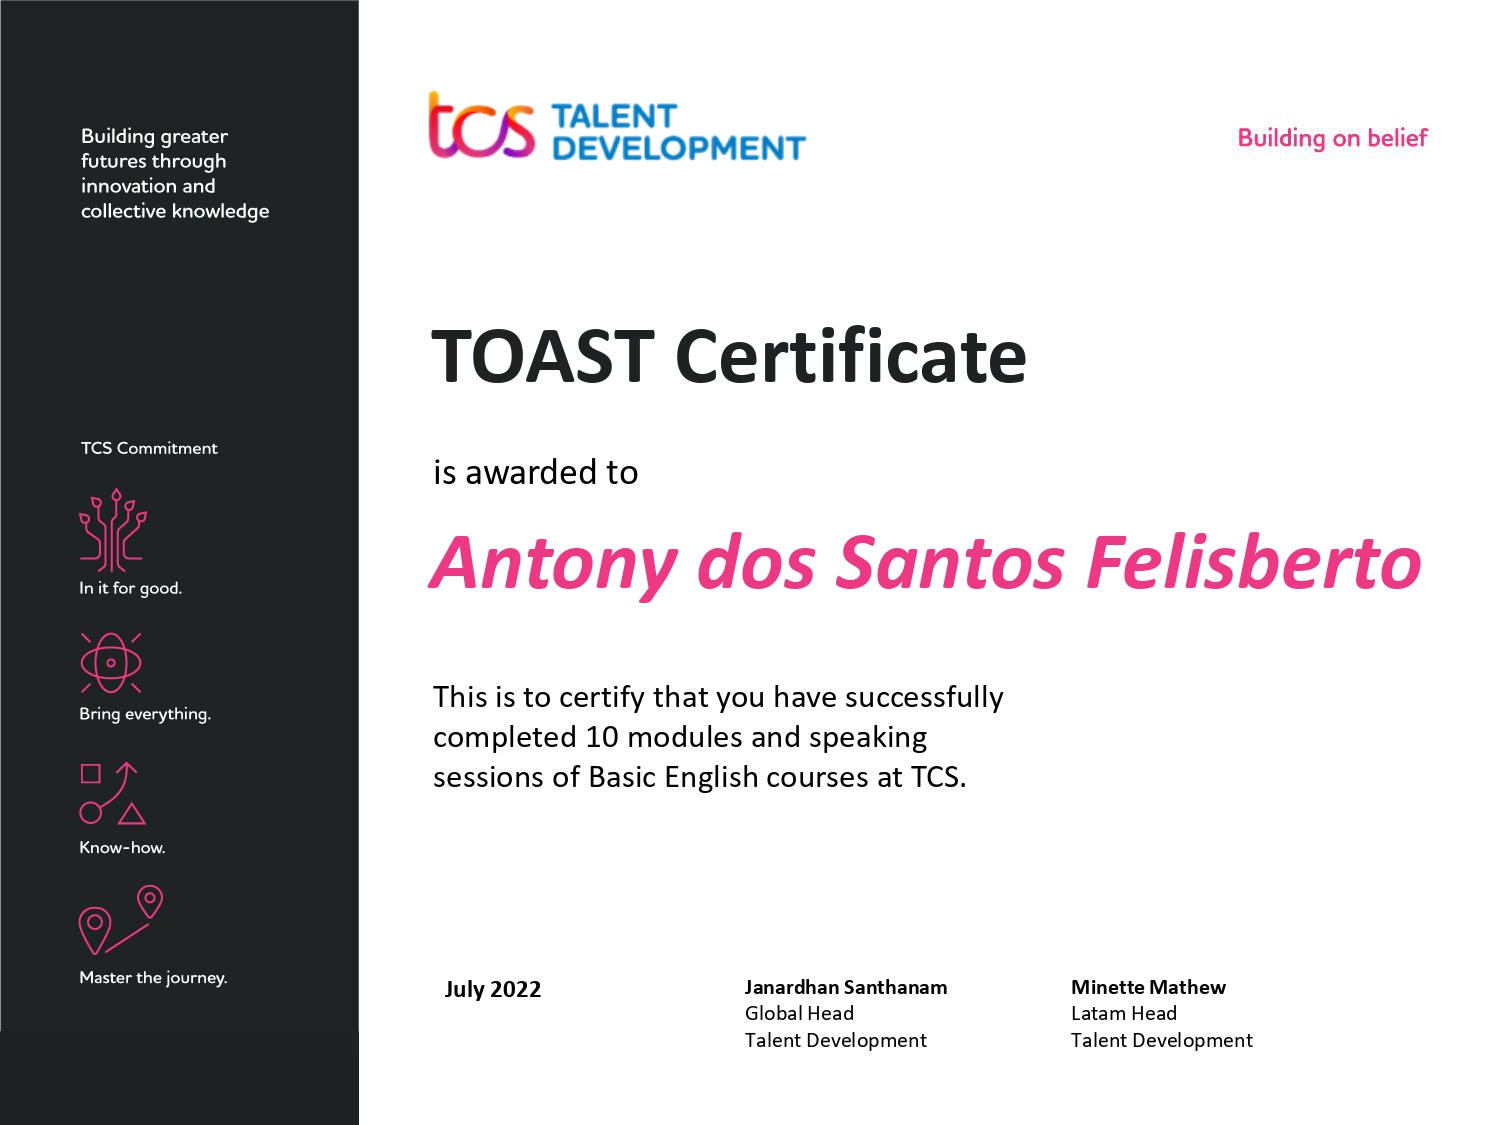 Building greater
futures through
innovation and
collective knowledge
TCS Commitment
In it for good.
Bring everything.
Know-how.
Master the journey.
tcs TALENT
DEVELOPMENT
Building on belief
TOAST Certificate
is awarded to
Antony dos Santos Felisberto
This is to certify that you have successfully
completed 10 modules and speaking
sessions of Basic English courses at TCS.
July 2022
Janardhan Santhanam
Global Head
Talent Development
Minette Mathew
Latam Head
Talent Development